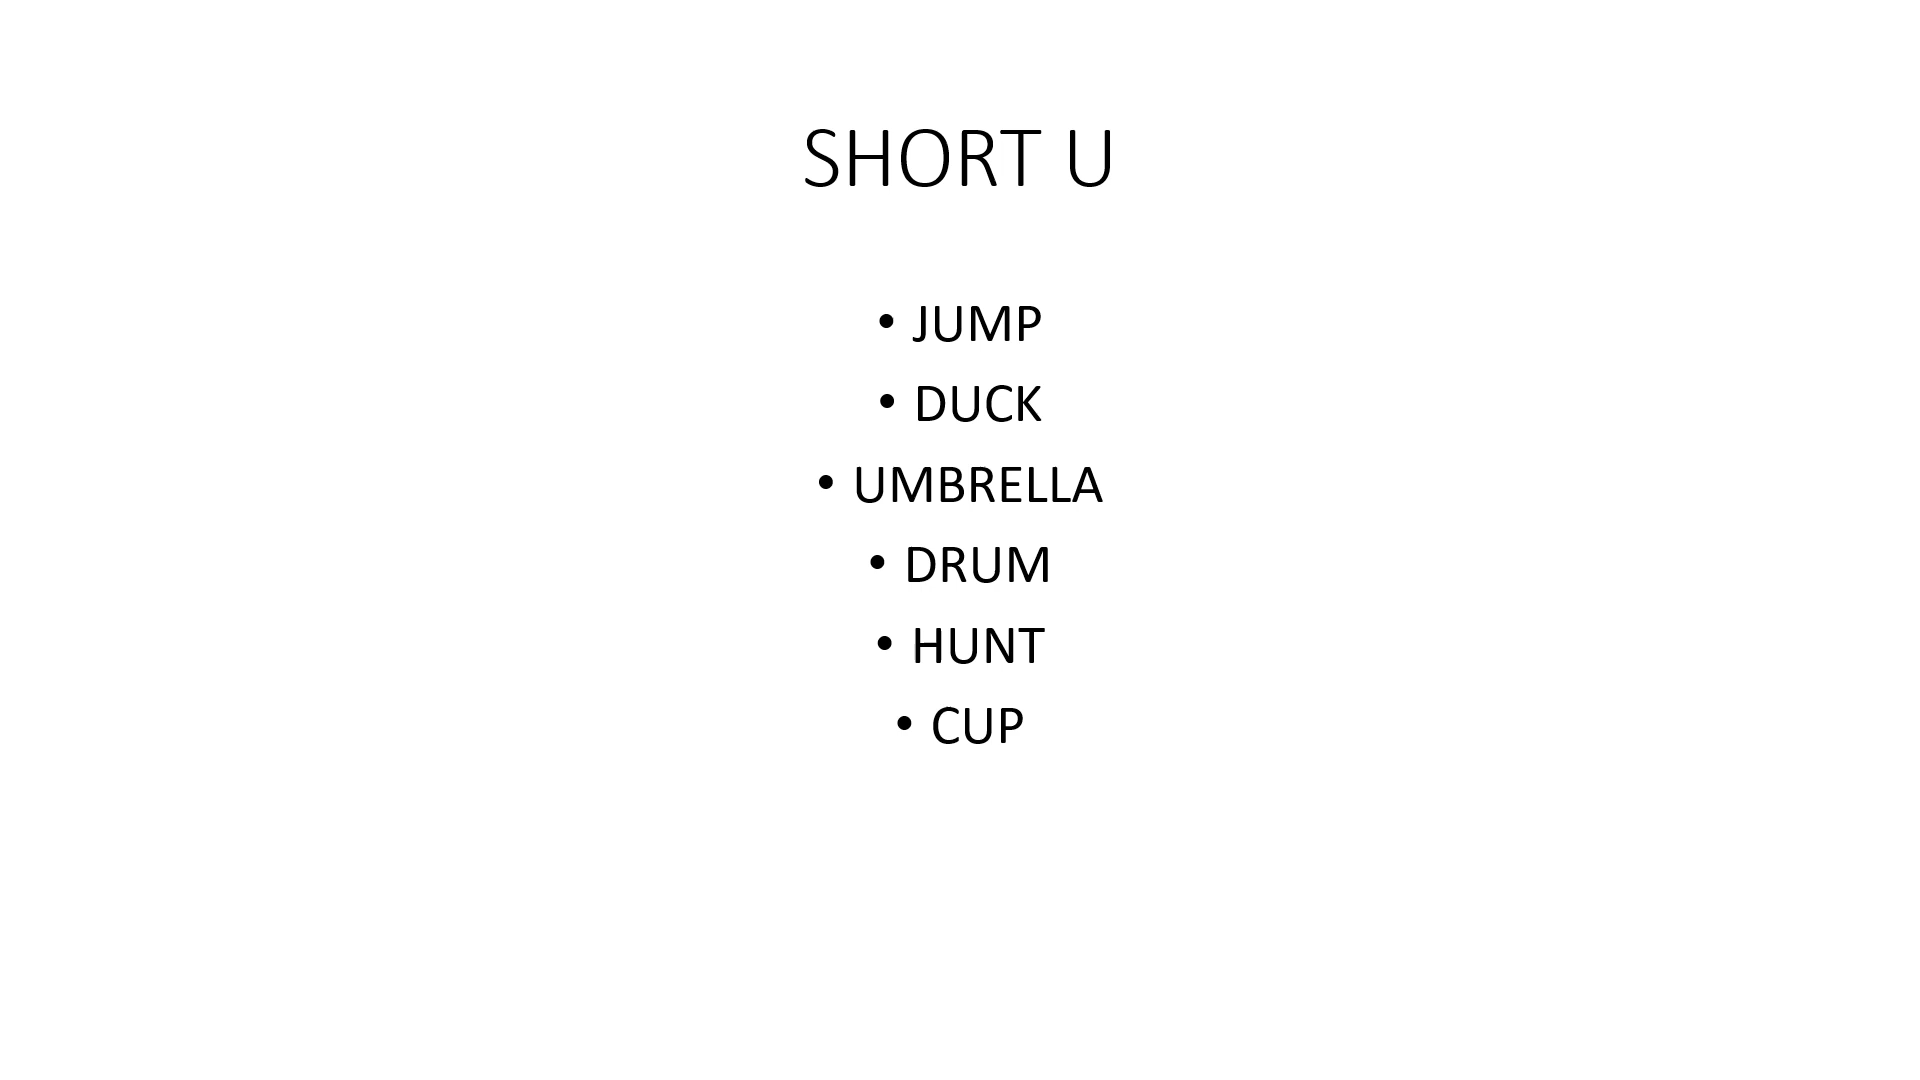 SHORT U
• JUMP
• DUCK
• UMBRELLA
• DRUM
• HUNT
• CUP